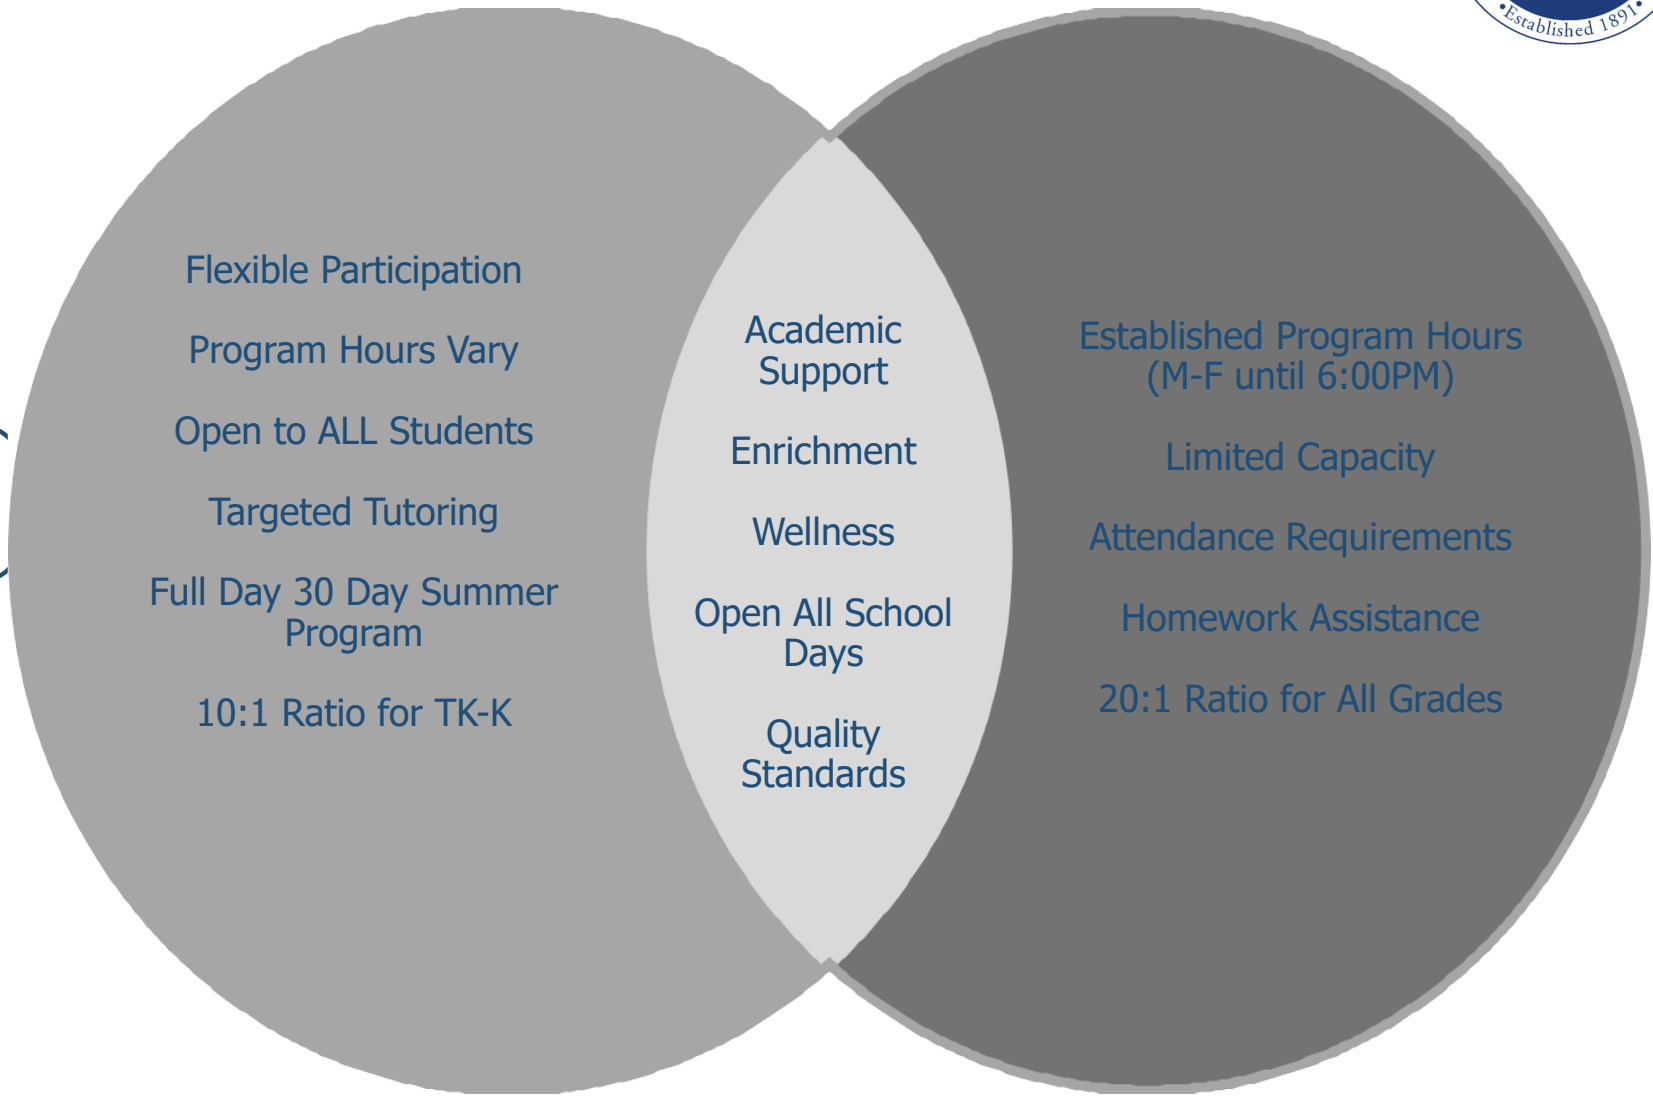 •Established 1891•
Flexible Participation
Program Hours Vary
Open to ALL Students
Targeted Tutoring
Full Day 30 Day Summer
Program
10:1 Ratio for TK-K
Academic
Support
Enrichment
Wellness
Open All School
Days
Quality
Standards
Established Program Hours
(M-F until 6:00PM)
Limited Capacity
Attendance Requirements
Homework Assistance
20:1 Ratio for All Grades